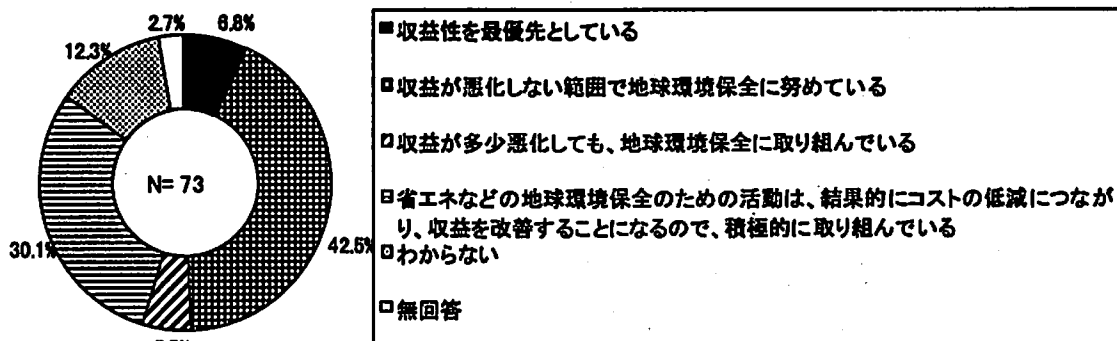 2.7%
6.8%
12.3%
N= 73
30.1%
42.5%
収益性を最優先としている
収益が悪化しない範囲で地球環境保全に努めている
収益が多少悪化しても、地球環境保全に取り組んでいる
省エネなどの地球環境保全のための活動は、結果的にコストの低減につなが
り、収益を改善することになるので、積極的に取り組んでいる
わからない
無回答